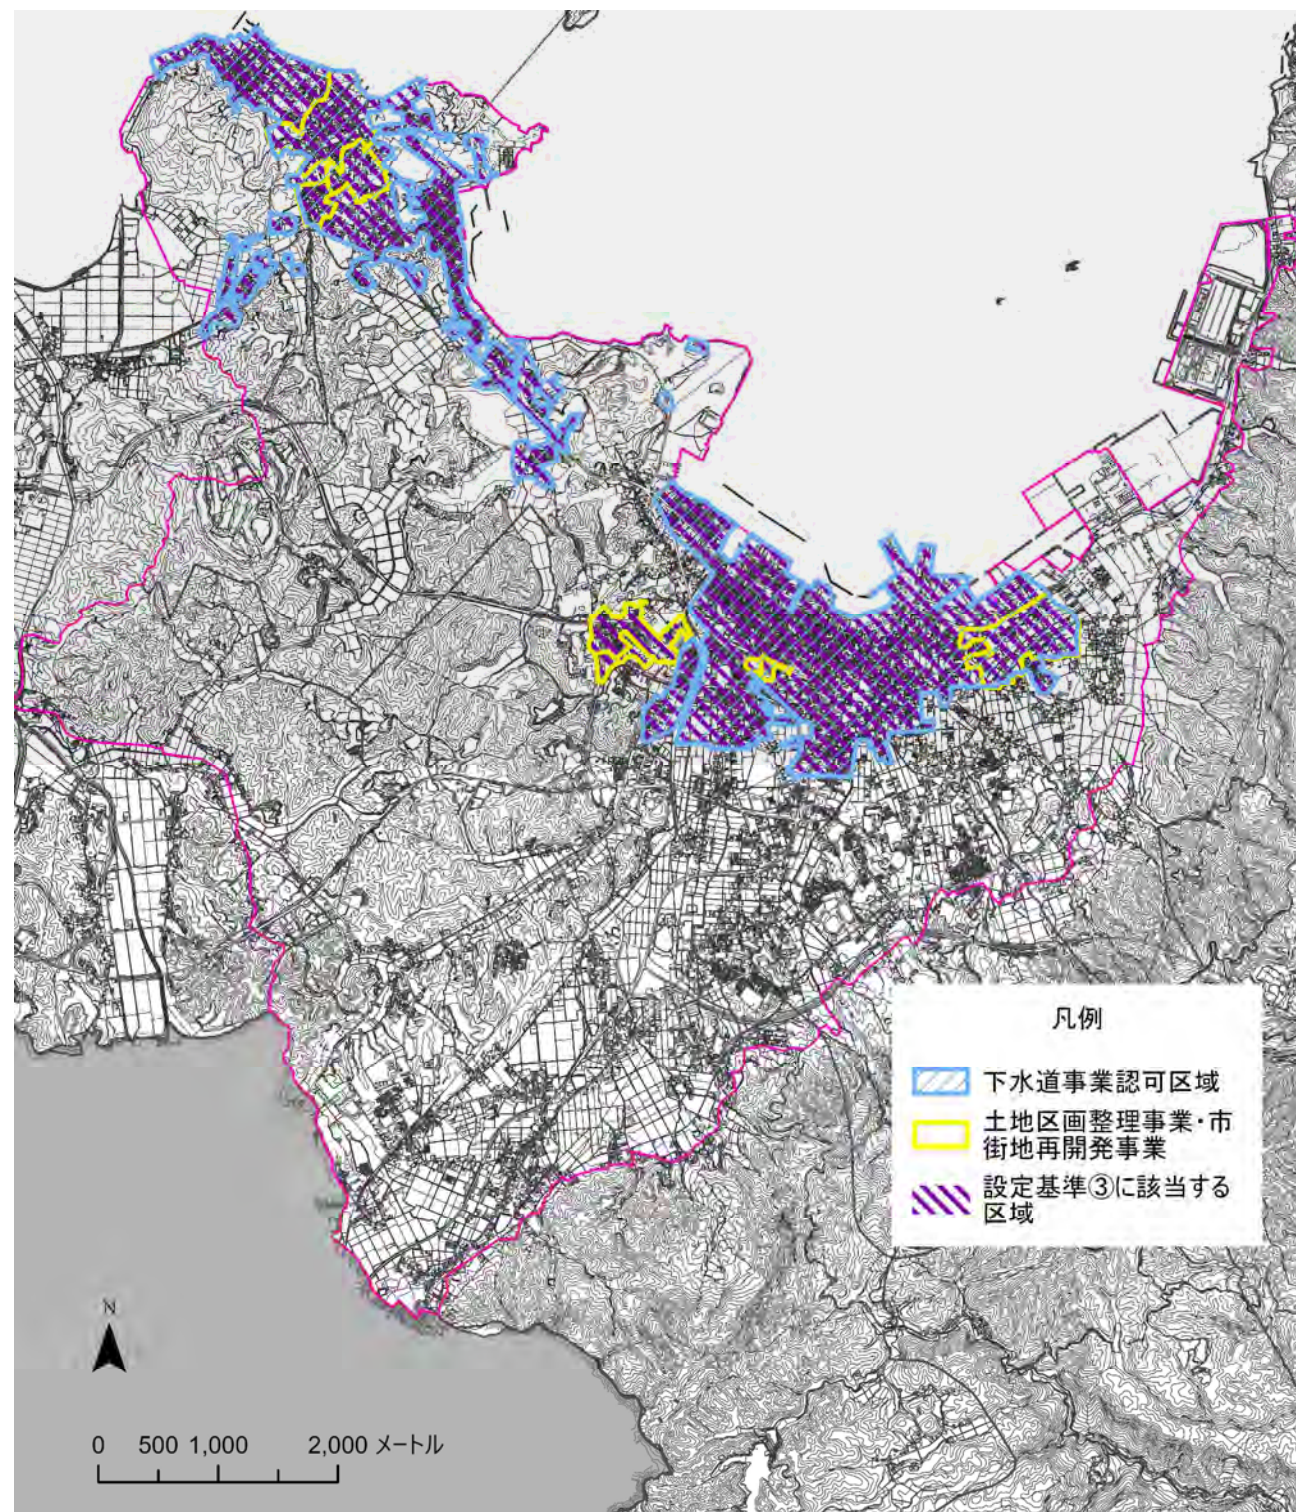 凡例
下水道事業認可区域
土地区画整理事業・市
街地再開発事業
設定基準③に該当する
区域
N
0 500 1,000 2,000 メートル